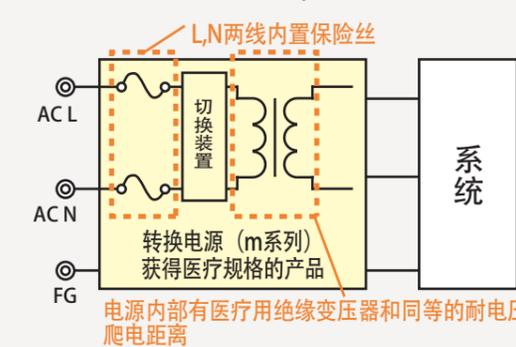 L,N两线内置保险丝
AC L
切换装置
系统
AC N
转换电源（m系列）
获得医疗规格的产品
FG
电源内部有医疗用绝缘变压器和同等的耐电压
爬电距离